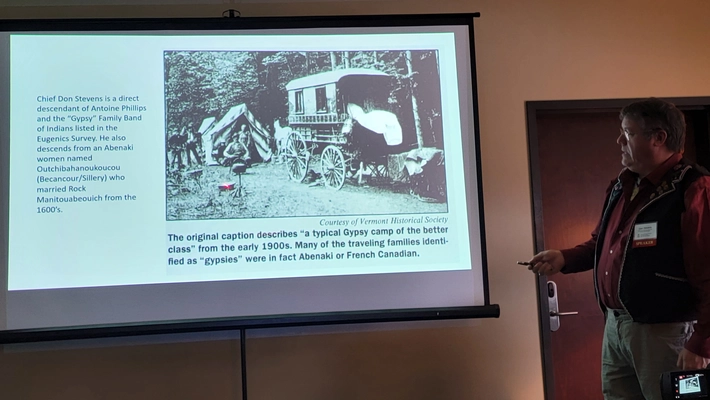 Chief Don Stevens is a direct
descendant of Antoine Phillips
and the "Gypsy" Family Band
of Indians listed in the
Eugenics Survey. He also
descends from an Abenaki
women named
Outchibahanoukoucou
(Becancour/Sillery) who
married Rock
Manitouabeouich from the
1600's.
Courtesy of Vermont Historical Society
The original caption describes "a typical Gypsy camp of the better
class" from the early 1900s. Many of the traveling families identi-
fied as "gypsies" were in fact Abenaki or French Canadian.